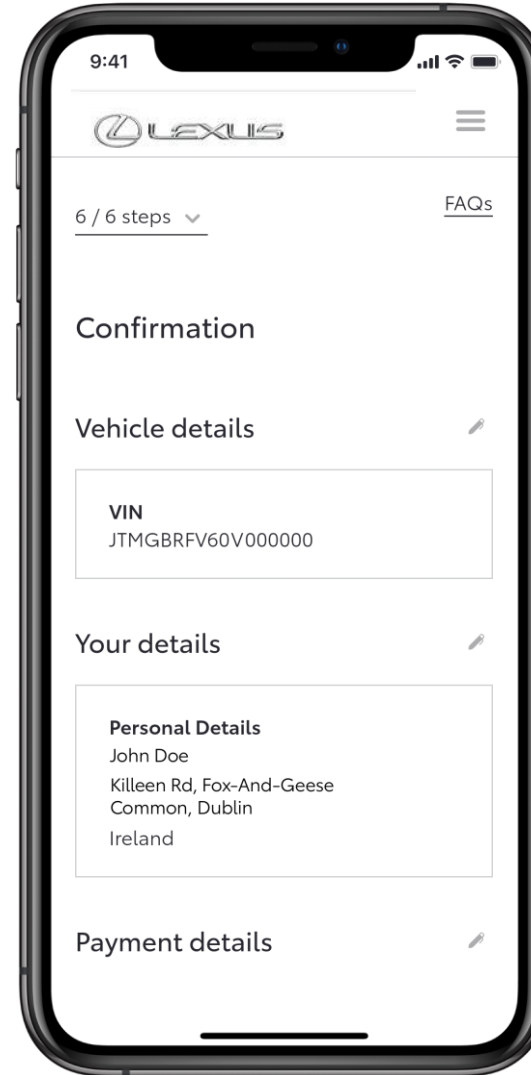 9:41
LEXUS
6 / 6 steps
FAQs
Confirmation
Vehicle details
VIN
JTMGBRFV60V000000
Your details
Personal Details
John Doe
Killeen Rd, Fox-And-Geese
Common, Dublin
Ireland
Payment details